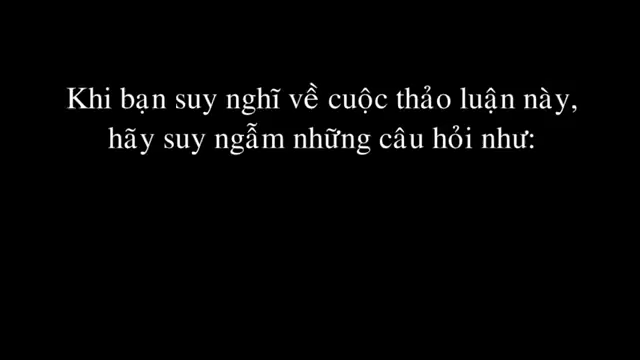 Khi bạn suy nghĩ về cuộc thảo luận này,
hãy suy ngẫm những câu hỏi như: